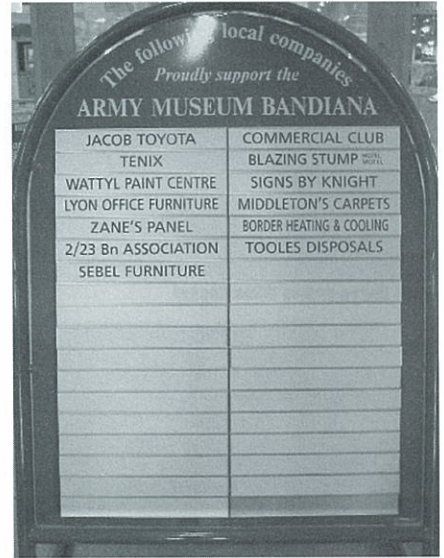 The following local companies
Proudly support the
ARMY MUSEUM BANDIANA
JACOB TOYOTA
TENIX
WATTYL PAINT CENTRE
LYON OFFICE FURNITURE
ZANE'S PANEL
2/23 Bn ASSOCIATION
SEBEL FURNITURE
COMMERCIAL CLUB
BLAZING STUMP HOTEL MOTEL
SIGNS BY KNIGHT
MIDDLETON'S CARPETS
BORDER HEATING & COOLING
TOOLES DISPOSALS